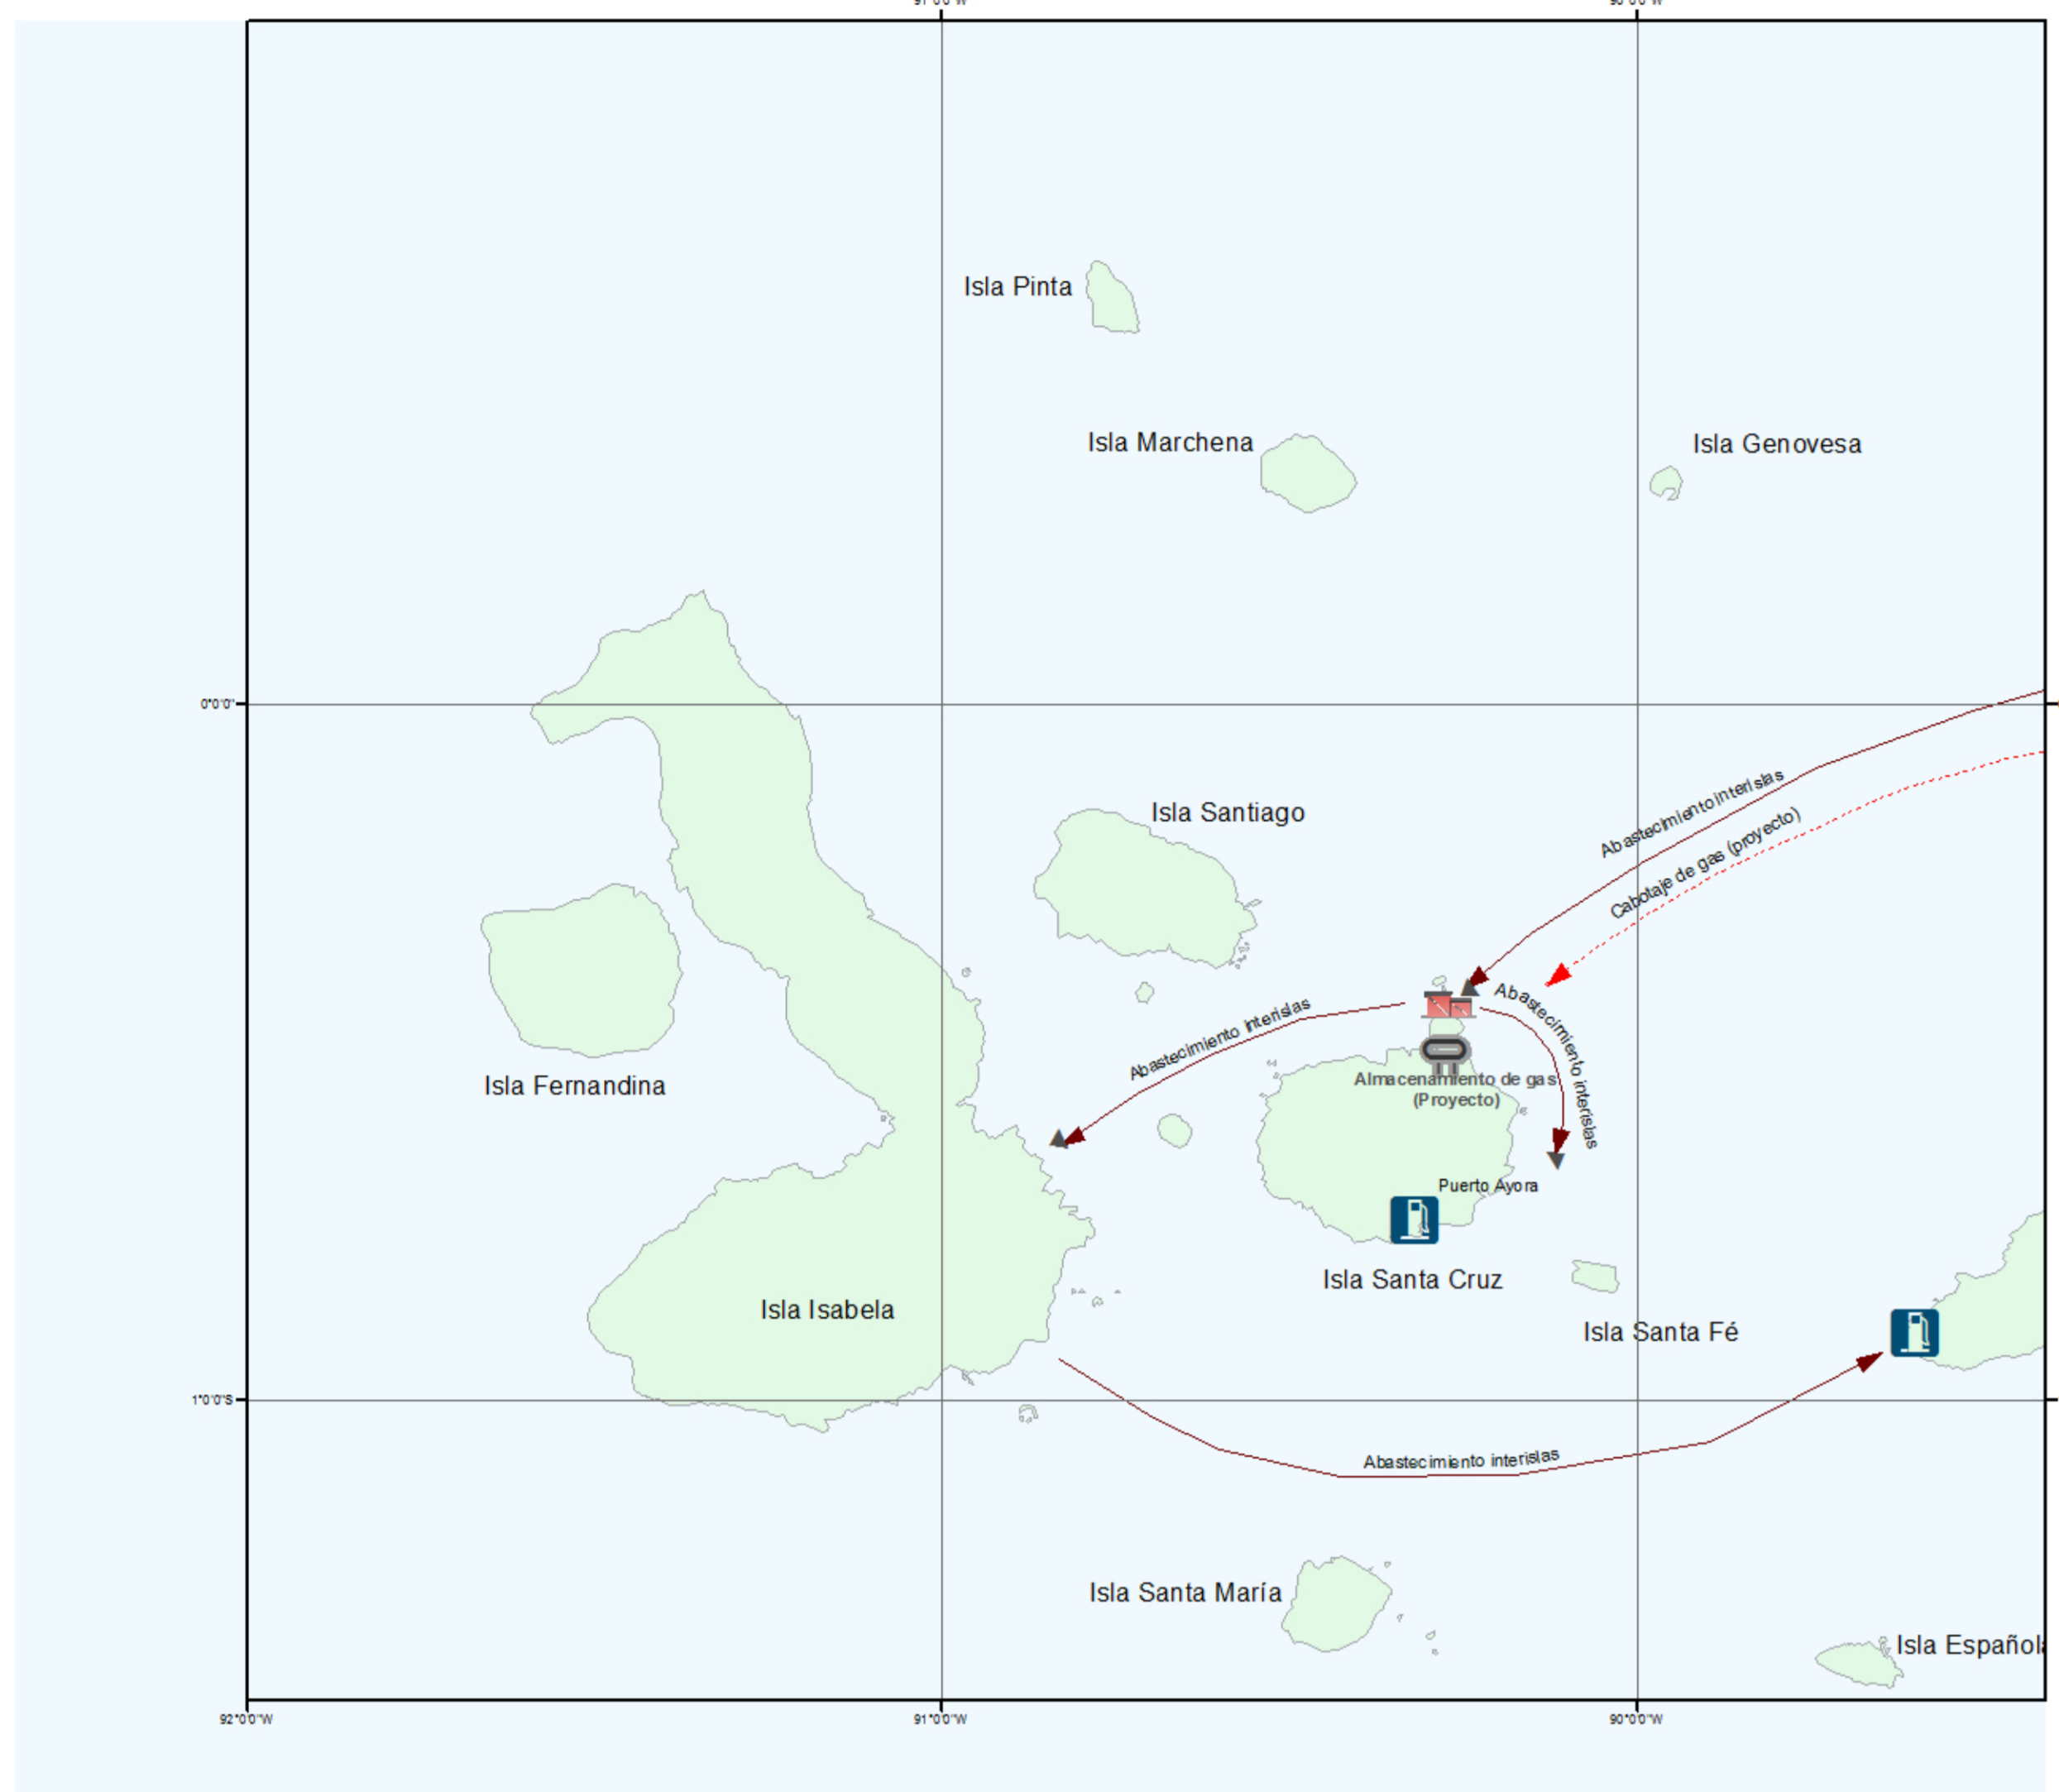 91°0'0"W
90°0'0"W
Isla Pinta
Isla Marchena
Isla Genovesa
0°0'0"
Abastecimiento interislas
Isla Santiago
Cabotaje de gas (proyecto)
Abastecimiento interislas
Abastecimiento interislas
Isla Fernandina
Almacenamiento de gas
(Proyecto)
Puerto Ayora
Isla Santa Cruz
Isla Isabela
Isla Santa Fé
1°0'0"S
Abastecimiento interislas
Isla Santa María
Isla Española
92°0'0"W
91°0'0"W
90°0'0"W